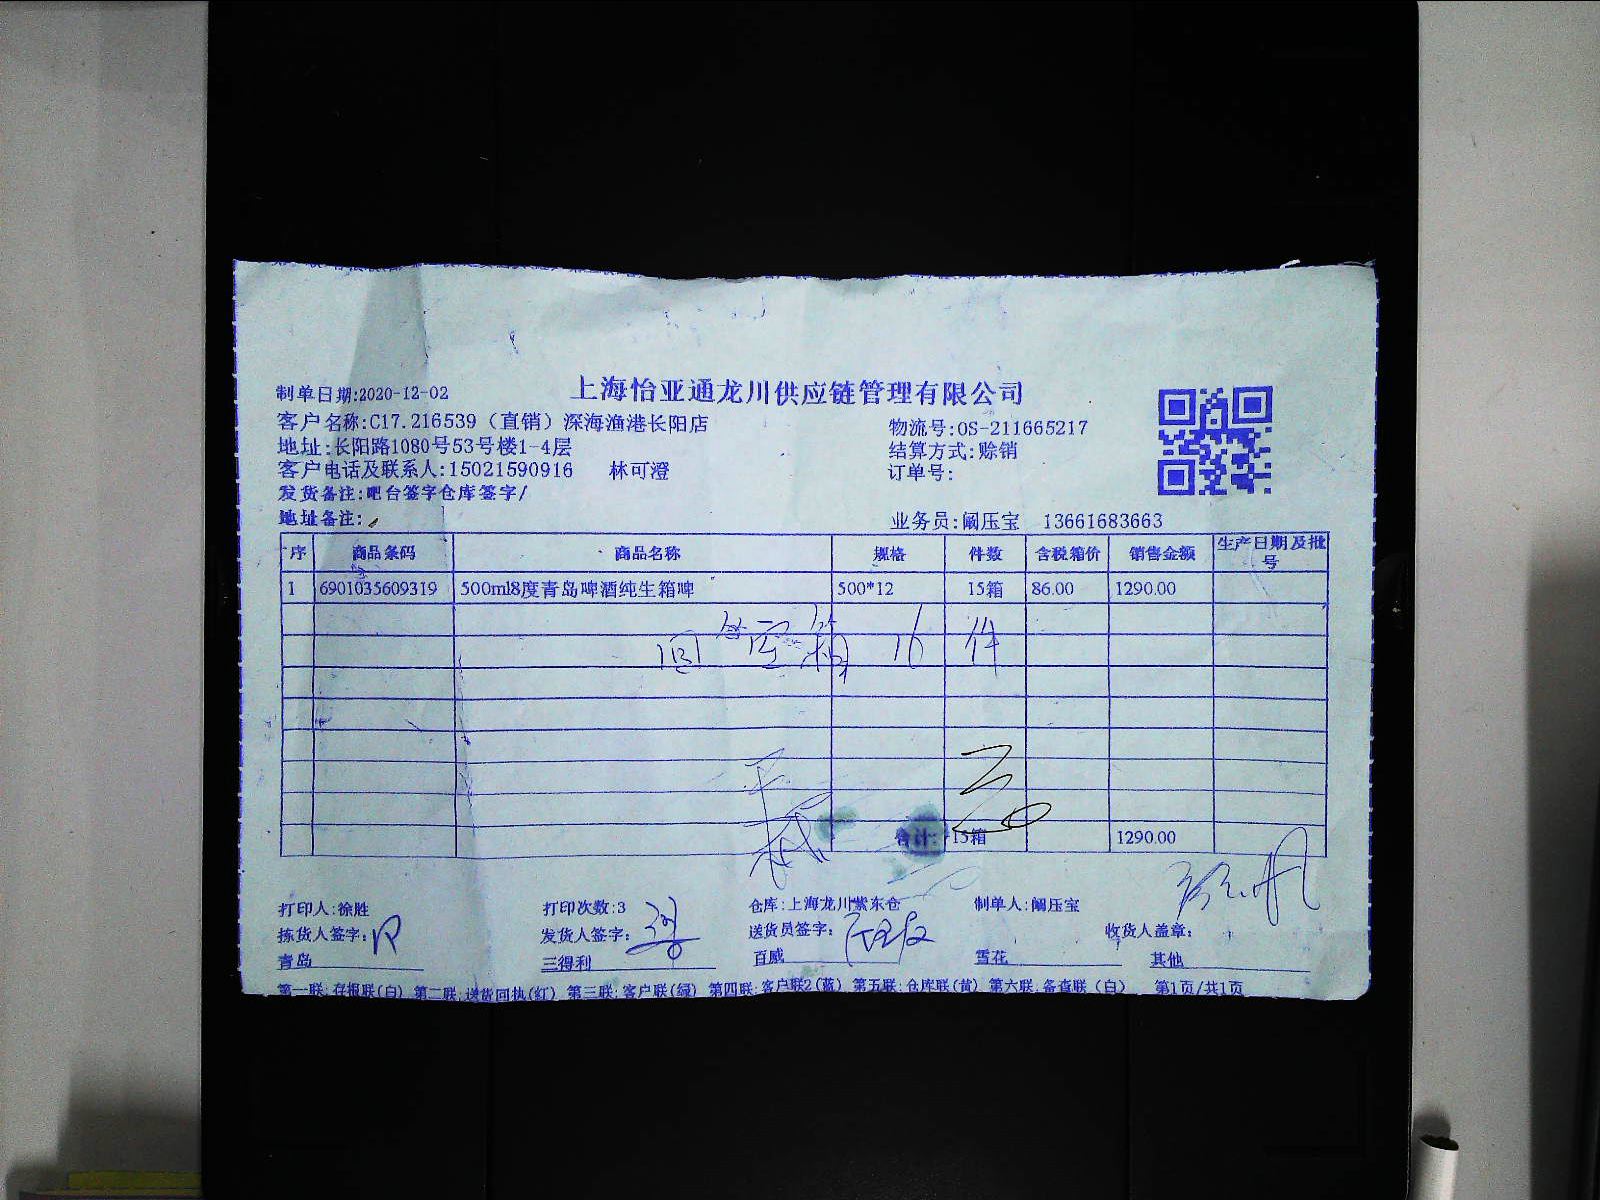 上海怡亚通龙川供应链管理有限公司
制单日期:2020-12-02
客户名称:C17.216539（直销）深海渔港长阳店 物流号:OS-211665217
地址:长阳路1080号53号楼1-4层 结算方式:赊销
客户电话及联系人:15021590916 林可澄 订单号:
发货备注:吧台签字仓库签字/
地址备注: 业务员:阚压宝 13661683663
序 商品条码 商品名称 规格 件数 含税箱价 销售金额 生产日期及批号
1 6901035609319 500ml8度青岛啤酒纯生箱啤 500*12 15箱 86.00 1290.00
回 空箱 16 件
合计: 15箱 1290.00
打印人:徐胜 打印次数:3 仓库:上海龙川紫东仓 制单人:阚压宝
拣货人签字: 发货人签字: 送货员签字: 收货人盖章:
青岛 三得利 百威 雪花 其他
第一联:存根联(白) 第二联:送货回执(红) 第三联:客户联(绿) 第四联:客户联2(蓝) 第五联:仓库联(黄) 第六联:备查联(白) 第1页/共1页